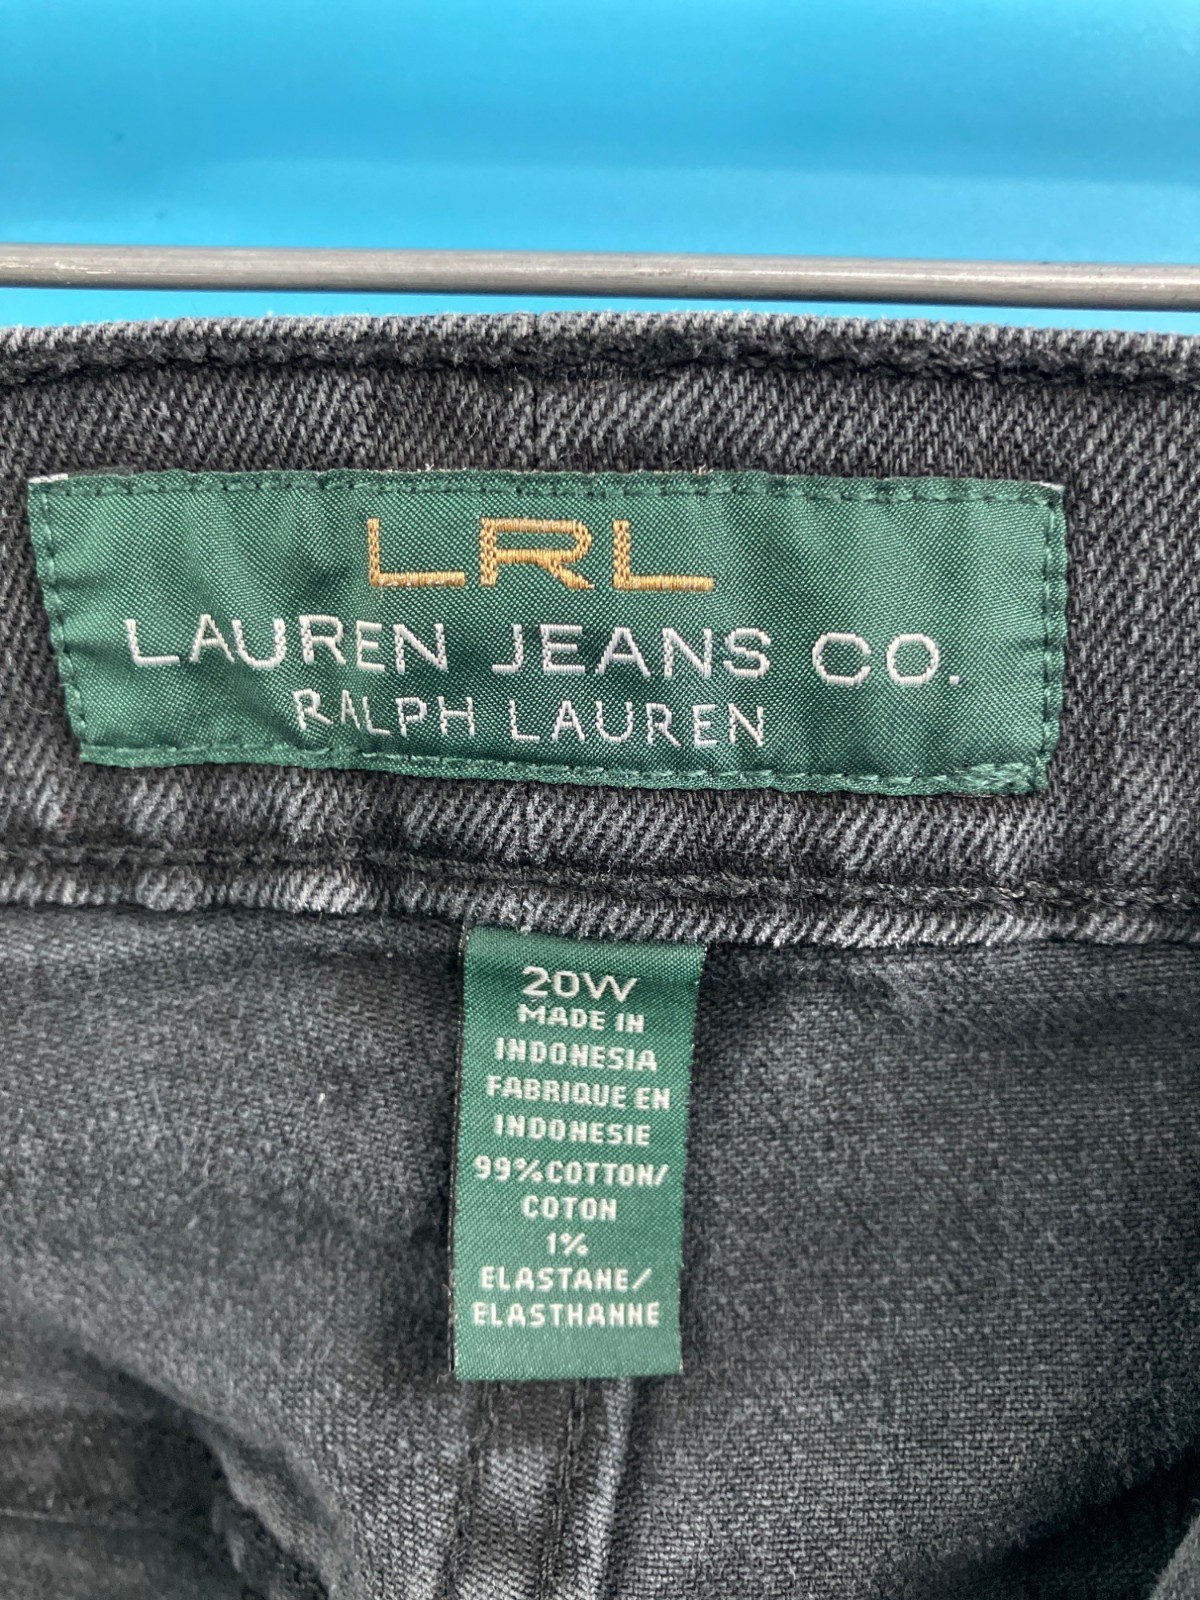 LRL
LAUREN JEANS CO.
RALPH LAUREN
20W
MADE IN
INDONESIA
FABRIQUE EN
INDONESIE
99% COTTON/
COTON
1%
ELASTANE/
ELASTHANNE